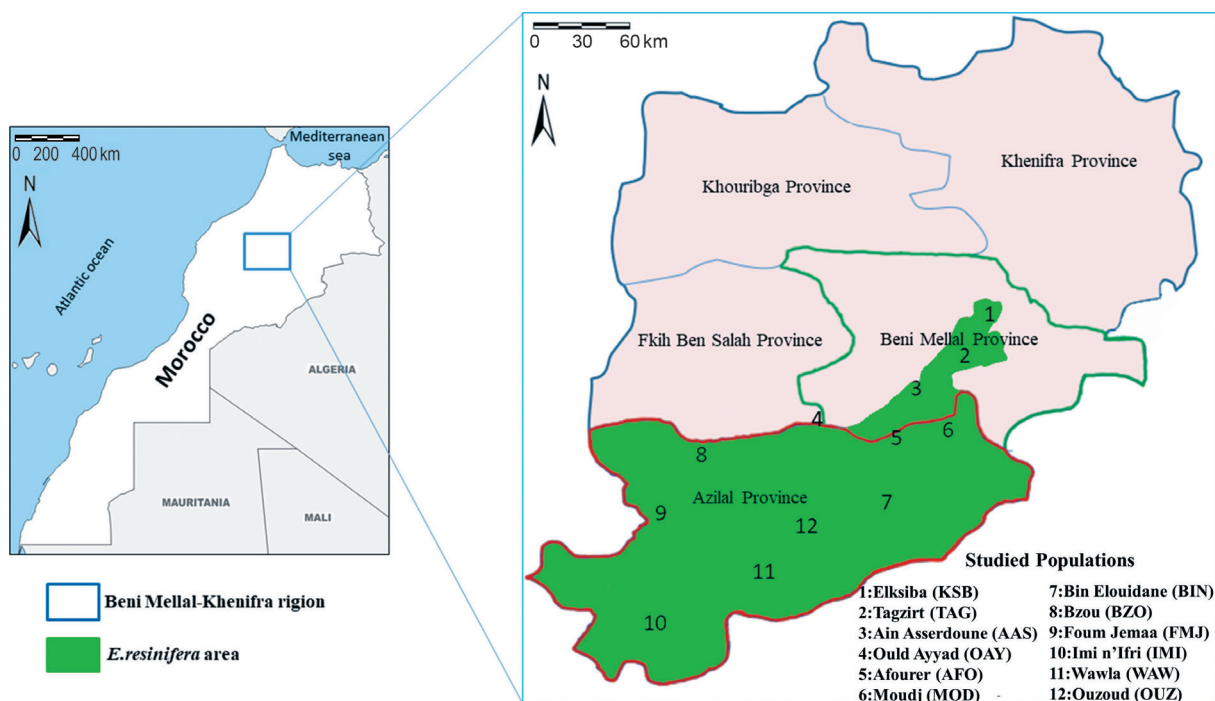 0 200 400 km
Mediterranean
sea
N
Atlantic ocean
Morocco
ALGERIA
MAURITANIA
MALI
Beni Mellal-Khenifra rigion
E.resinifera area
0 30 60 km
N
Khouribga Province
Khenifra Province
Fkih Ben Salah Province
Beni Mellal Province
1
2
3
4
5
6
8
Azilal Province
7
9
12
11
10
Studied Populations
1:Elksiba (KSB)
2:Tagzirt (TAG)
3:Ain Asserdoune (AAS)
4:Ould Ayyad (OAY)
5:Afourer (AFO)
6:Moudj (MOD)
7:Bin Elouidane (BIN)
8:Bzou (BZO)
9:Foum Jemaa (FMJ)
10:Imi n'Ifri (IMI)
11:Wawla (WAW)
12:Ouzoud (OUZ)